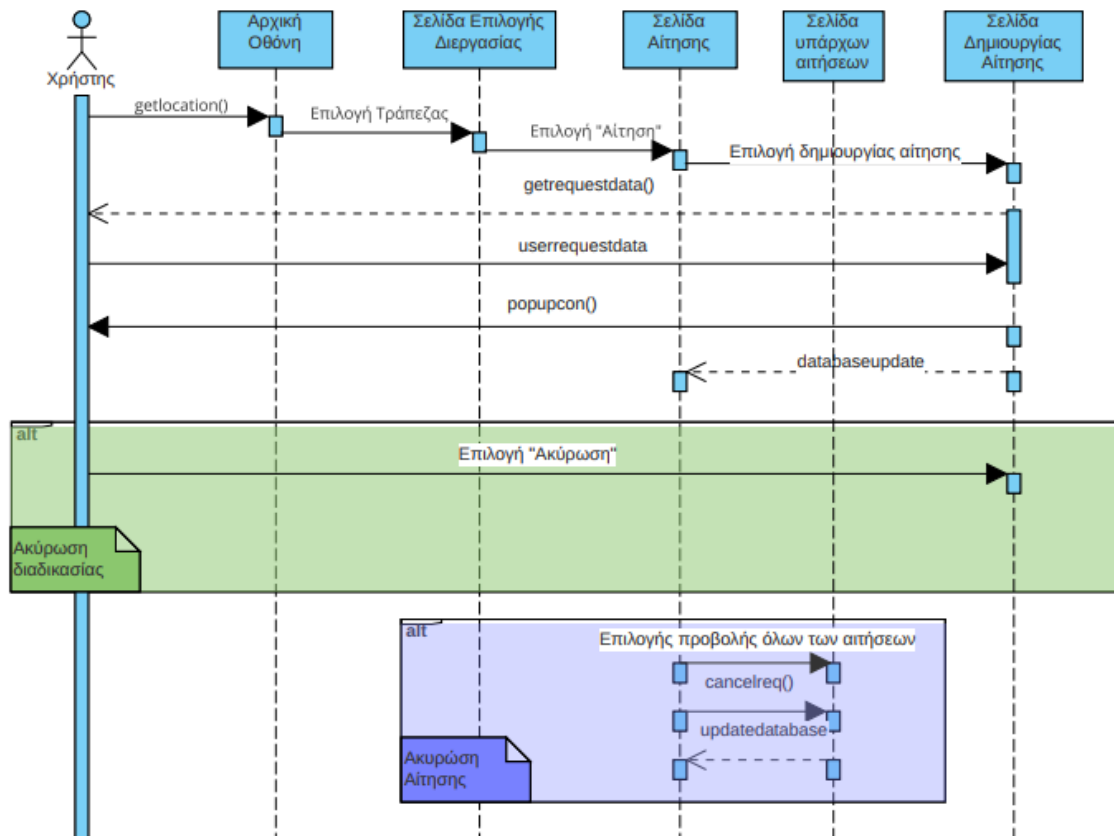 Χρήστης
Αρχική
Οθόνη
Σελίδα Επιλογής
Διεργασίας
Σελίδα
Αίτησης
Σελίδα
υπάρχων
αιτήσεων
Σελίδα
Δημιουργίας
Αίτησης
getlocation()
Επιλογή Τράπεζας
Επιλογή "Αίτηση"
Επιλογή δημιουργίας αίτησης
getrequestdata()
userrequestdata
popupcon()
databaseupdate
alt
Επιλογή "Ακύρωση"
Ακύρωση
διαδικασίας
alt
Επιλογής προβολής όλων των αιτήσεων
cancelreq()
updatedatabase
Ακυρώση
Αίτησης